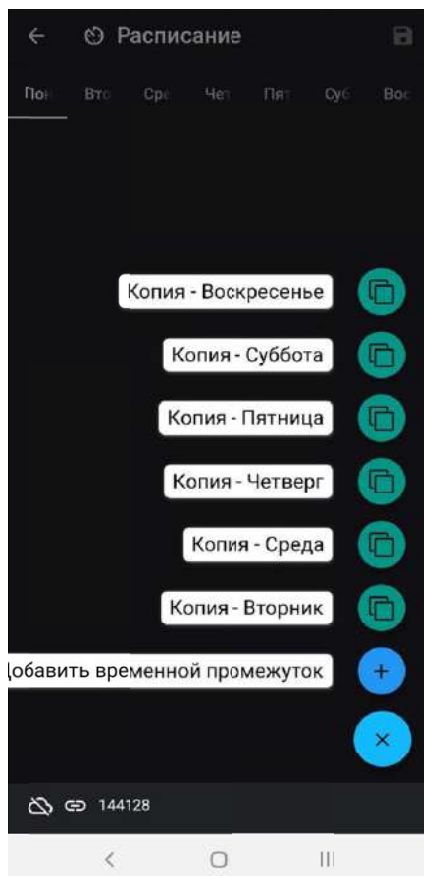 Расписание
Пон Вто Сре Чет Пят Суб Вос
Копия - Воскресенье
Копия - Суббота
Копия - Пятница
Копия - Четверг
Копия - Среда
Копия - Вторник
Добавить временной промежуток
144128